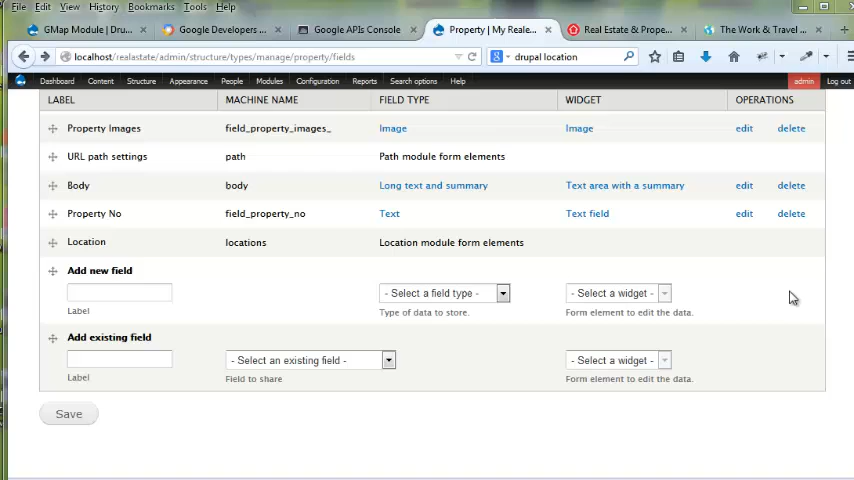 File Edit View History Bookmarks Tools Help
GMap Module | Dru... × Google Developers ... × Google APIs Console × Property | My Reale... × Real Estate & Prope... × The Work & Travel ... × +
localhost/realastate/admin/structure/types/manage/property/fields drupal location
Dashboard Content Structure Appearance People Modules Configuration Reports Search options Help admin Log out
LABEL MACHINE NAME FIELD TYPE WIDGET OPERATIONS
Property Images field_property_images_ Image Image edit delete
URL path settings path Path module form elements
Body body Long text and summary Text area with a summary edit delete
Property No field_property_no Text Text field edit delete
Location locations Location module form elements
Add new field
- Select a field type - - Select a widget -
Label Type of data to store. Form element to edit the data.
Add existing field
- Select an existing field - - Select a widget -
Label Field to share Form element to edit the data.
Save